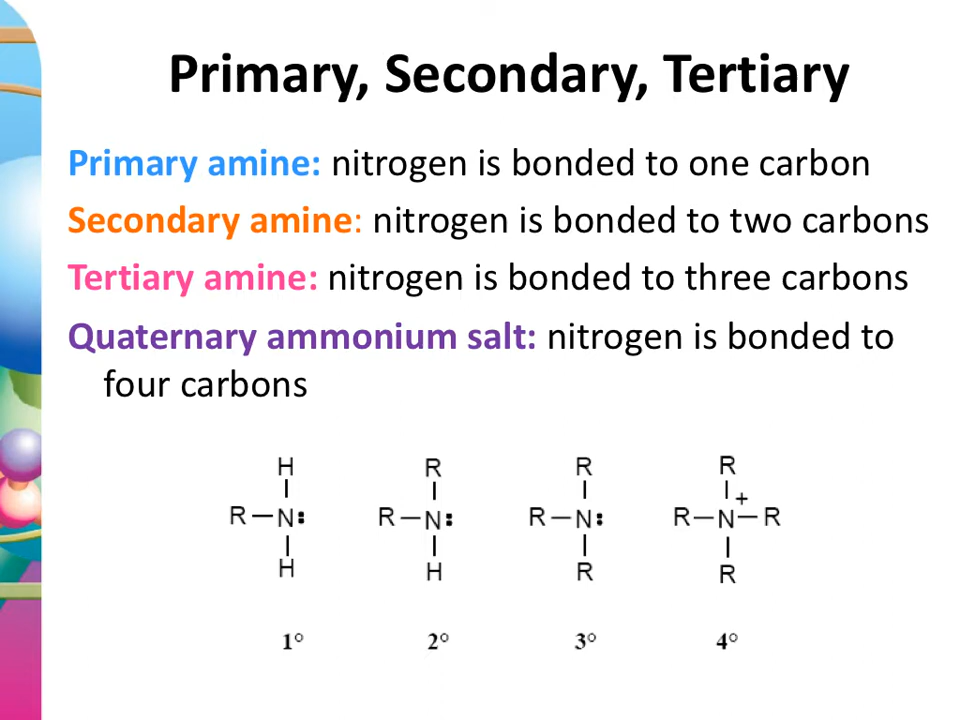 Primary, Secondary, Tertiary
Primary amine: nitrogen is bonded to one carbon
Secondary amine: nitrogen is bonded to two carbons
Tertiary amine: nitrogen is bonded to three carbons
Quaternary ammonium salt: nitrogen is bonded to
four carbons
H R R R
R—N: R—N: R—N: R—N+—R
H H R R
1° 2° 3° 4°